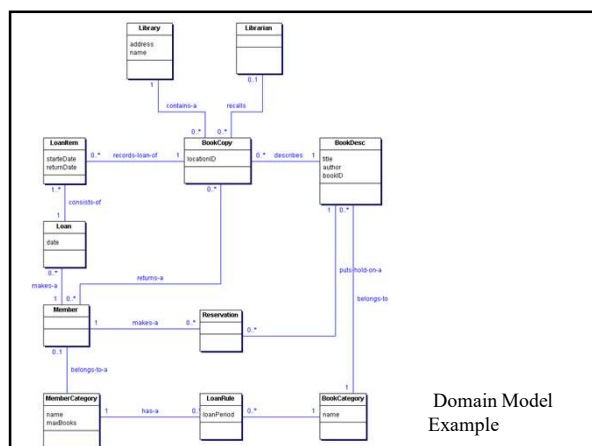 Library
address
name
Librarian
1
0..1
contains-a
recalls
0..*
0..*
LoanItem
starteDate
returnDate
0..*
records-loan-of
1
BookCopy
locationID
0..*
describes
1
BookDesc
title
author
bookID
1..*
consists-of
1
Loan
date
0..*
1
0..*
makes-a
returns-a
puts-hold-on-a
belongs-to
1
0..*
Member
1
makes-a
0..*
Reservation
0..*
0..1
belongs-to-a
1
MemberCategory
name
maxBooks
1
has-a
LoanRule
loanPeriod
0..*
1
BookCategory
name
Domain Model
Example